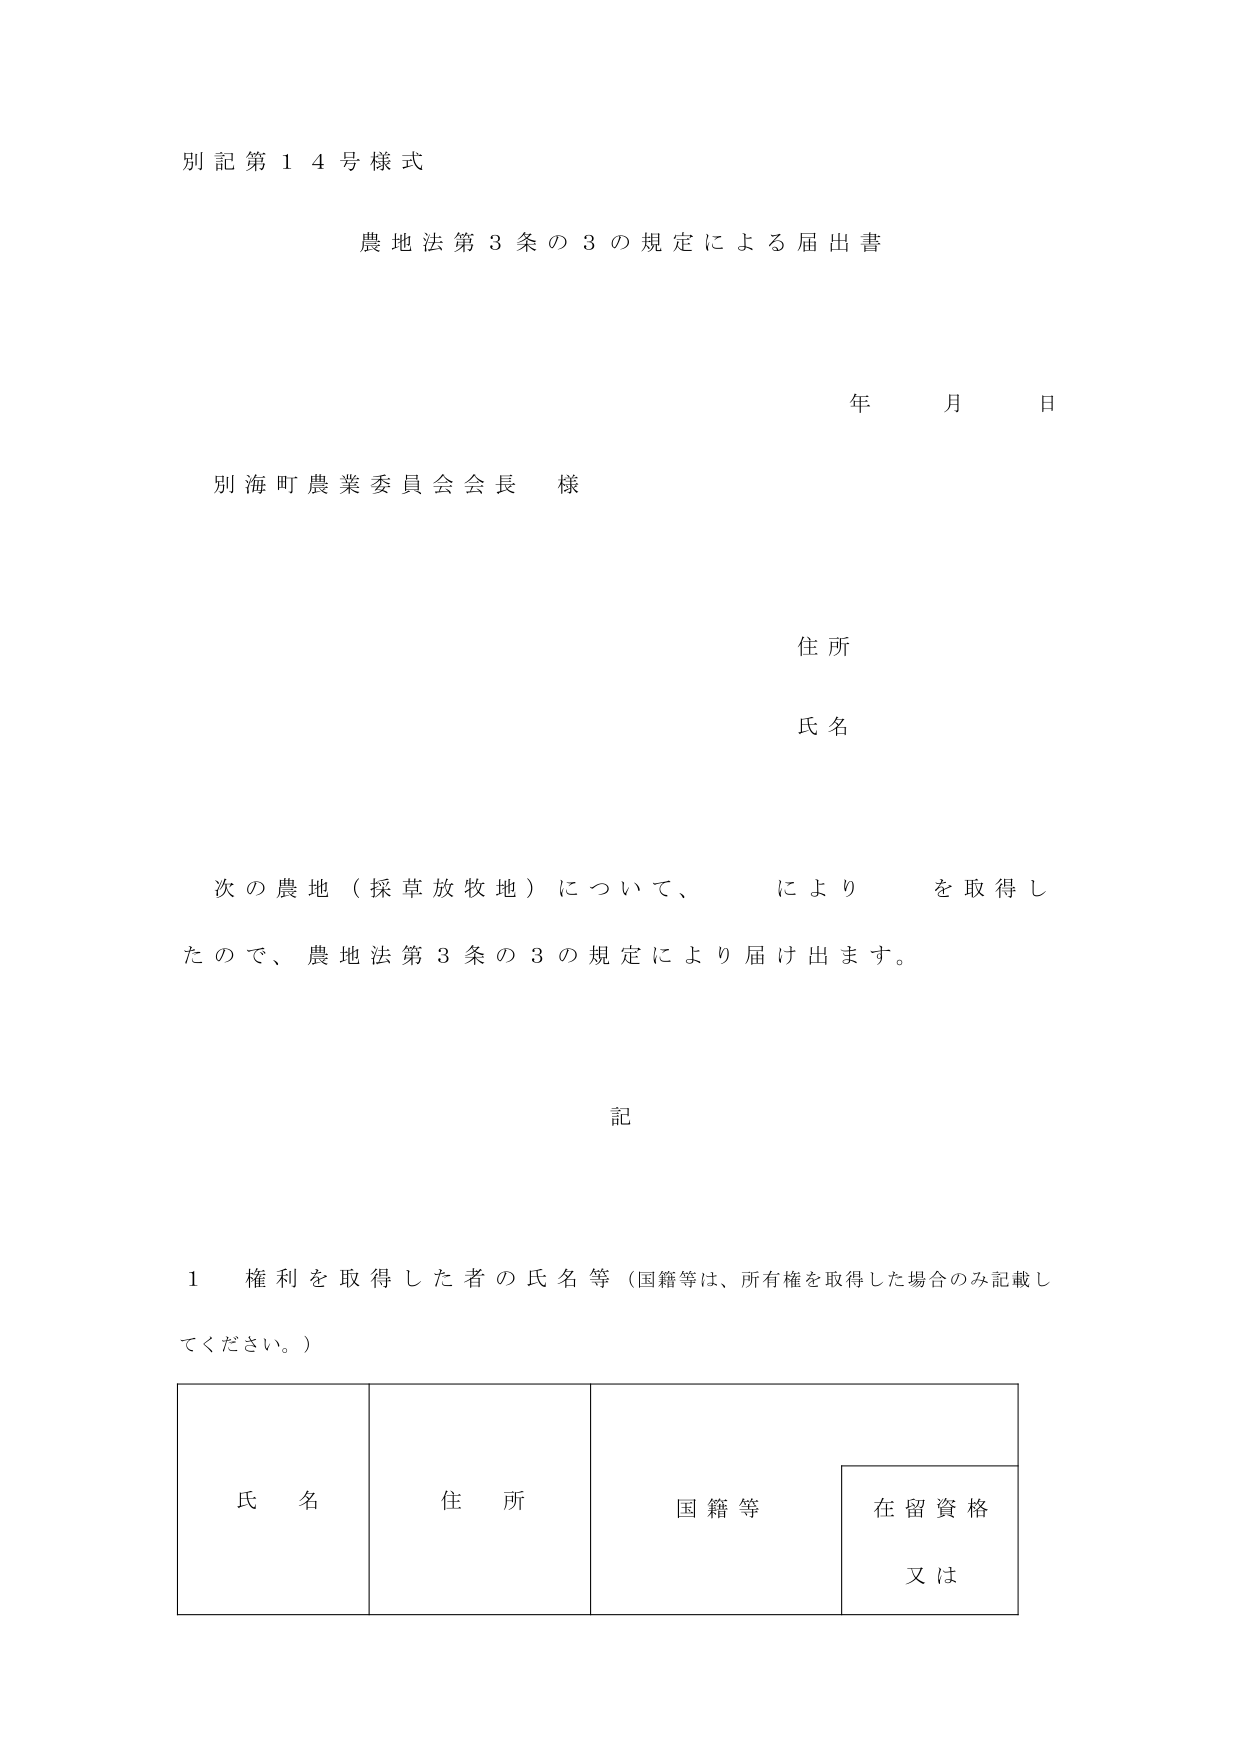 別記第１４号様式
農地法第３条の３の規定による届出書
年　　月　　日
別海町農業委員会会長　様
住所
氏名
次の農地（採草放牧地）について、　　により　　を取得し
たので、農地法第３条の３の規定により届け出ます。
記
１　権利を取得した者の氏名等（国籍等は、所有権を取得した場合のみ記載し
てください。）
氏　名
住　所
国籍等
在留資格
又は